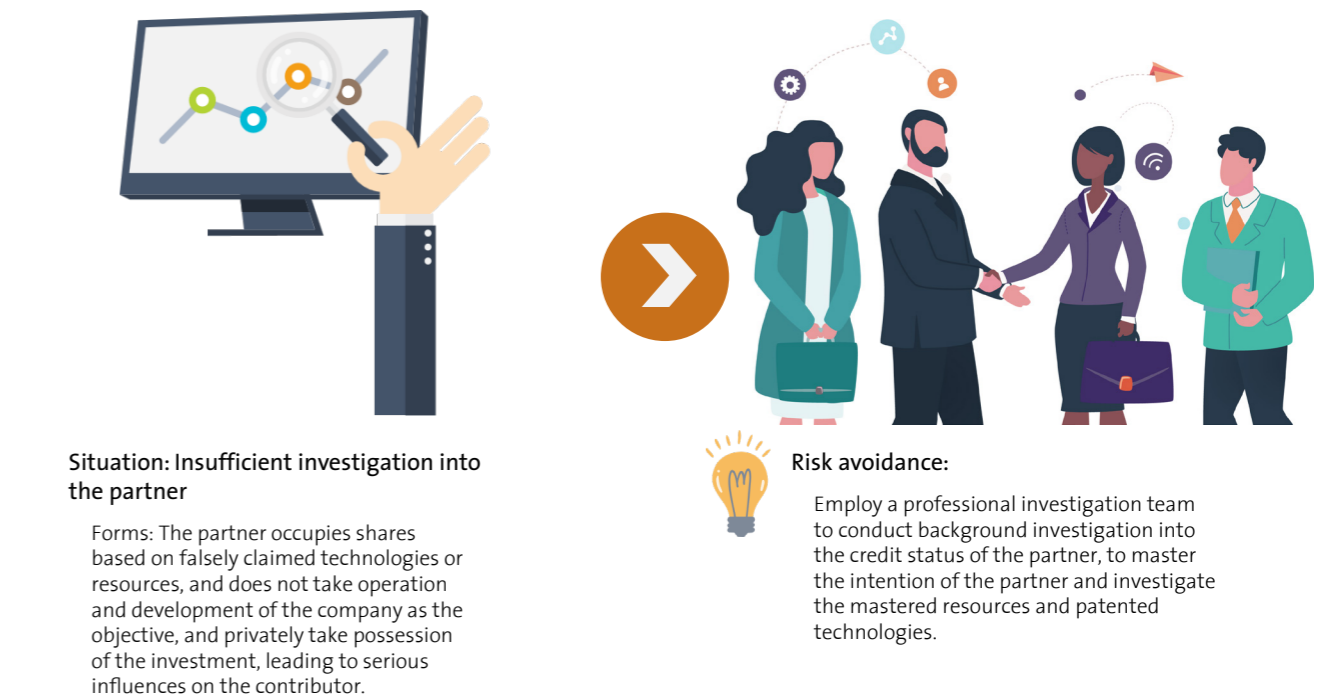 Situation: Insufficient investigation into
the partner
Forms: The partner occupies shares
based on falsely claimed technologies or
resources, and does not take operation
and development of the company as the
objective, and privately take possession
of the investment, leading to serious
influences on the contributor.
Risk avoidance:
Employ a professional investigation team
to conduct background investigation into
the credit status of the partner, to master
the intention of the partner and investigate
the mastered resources and patented
technologies.